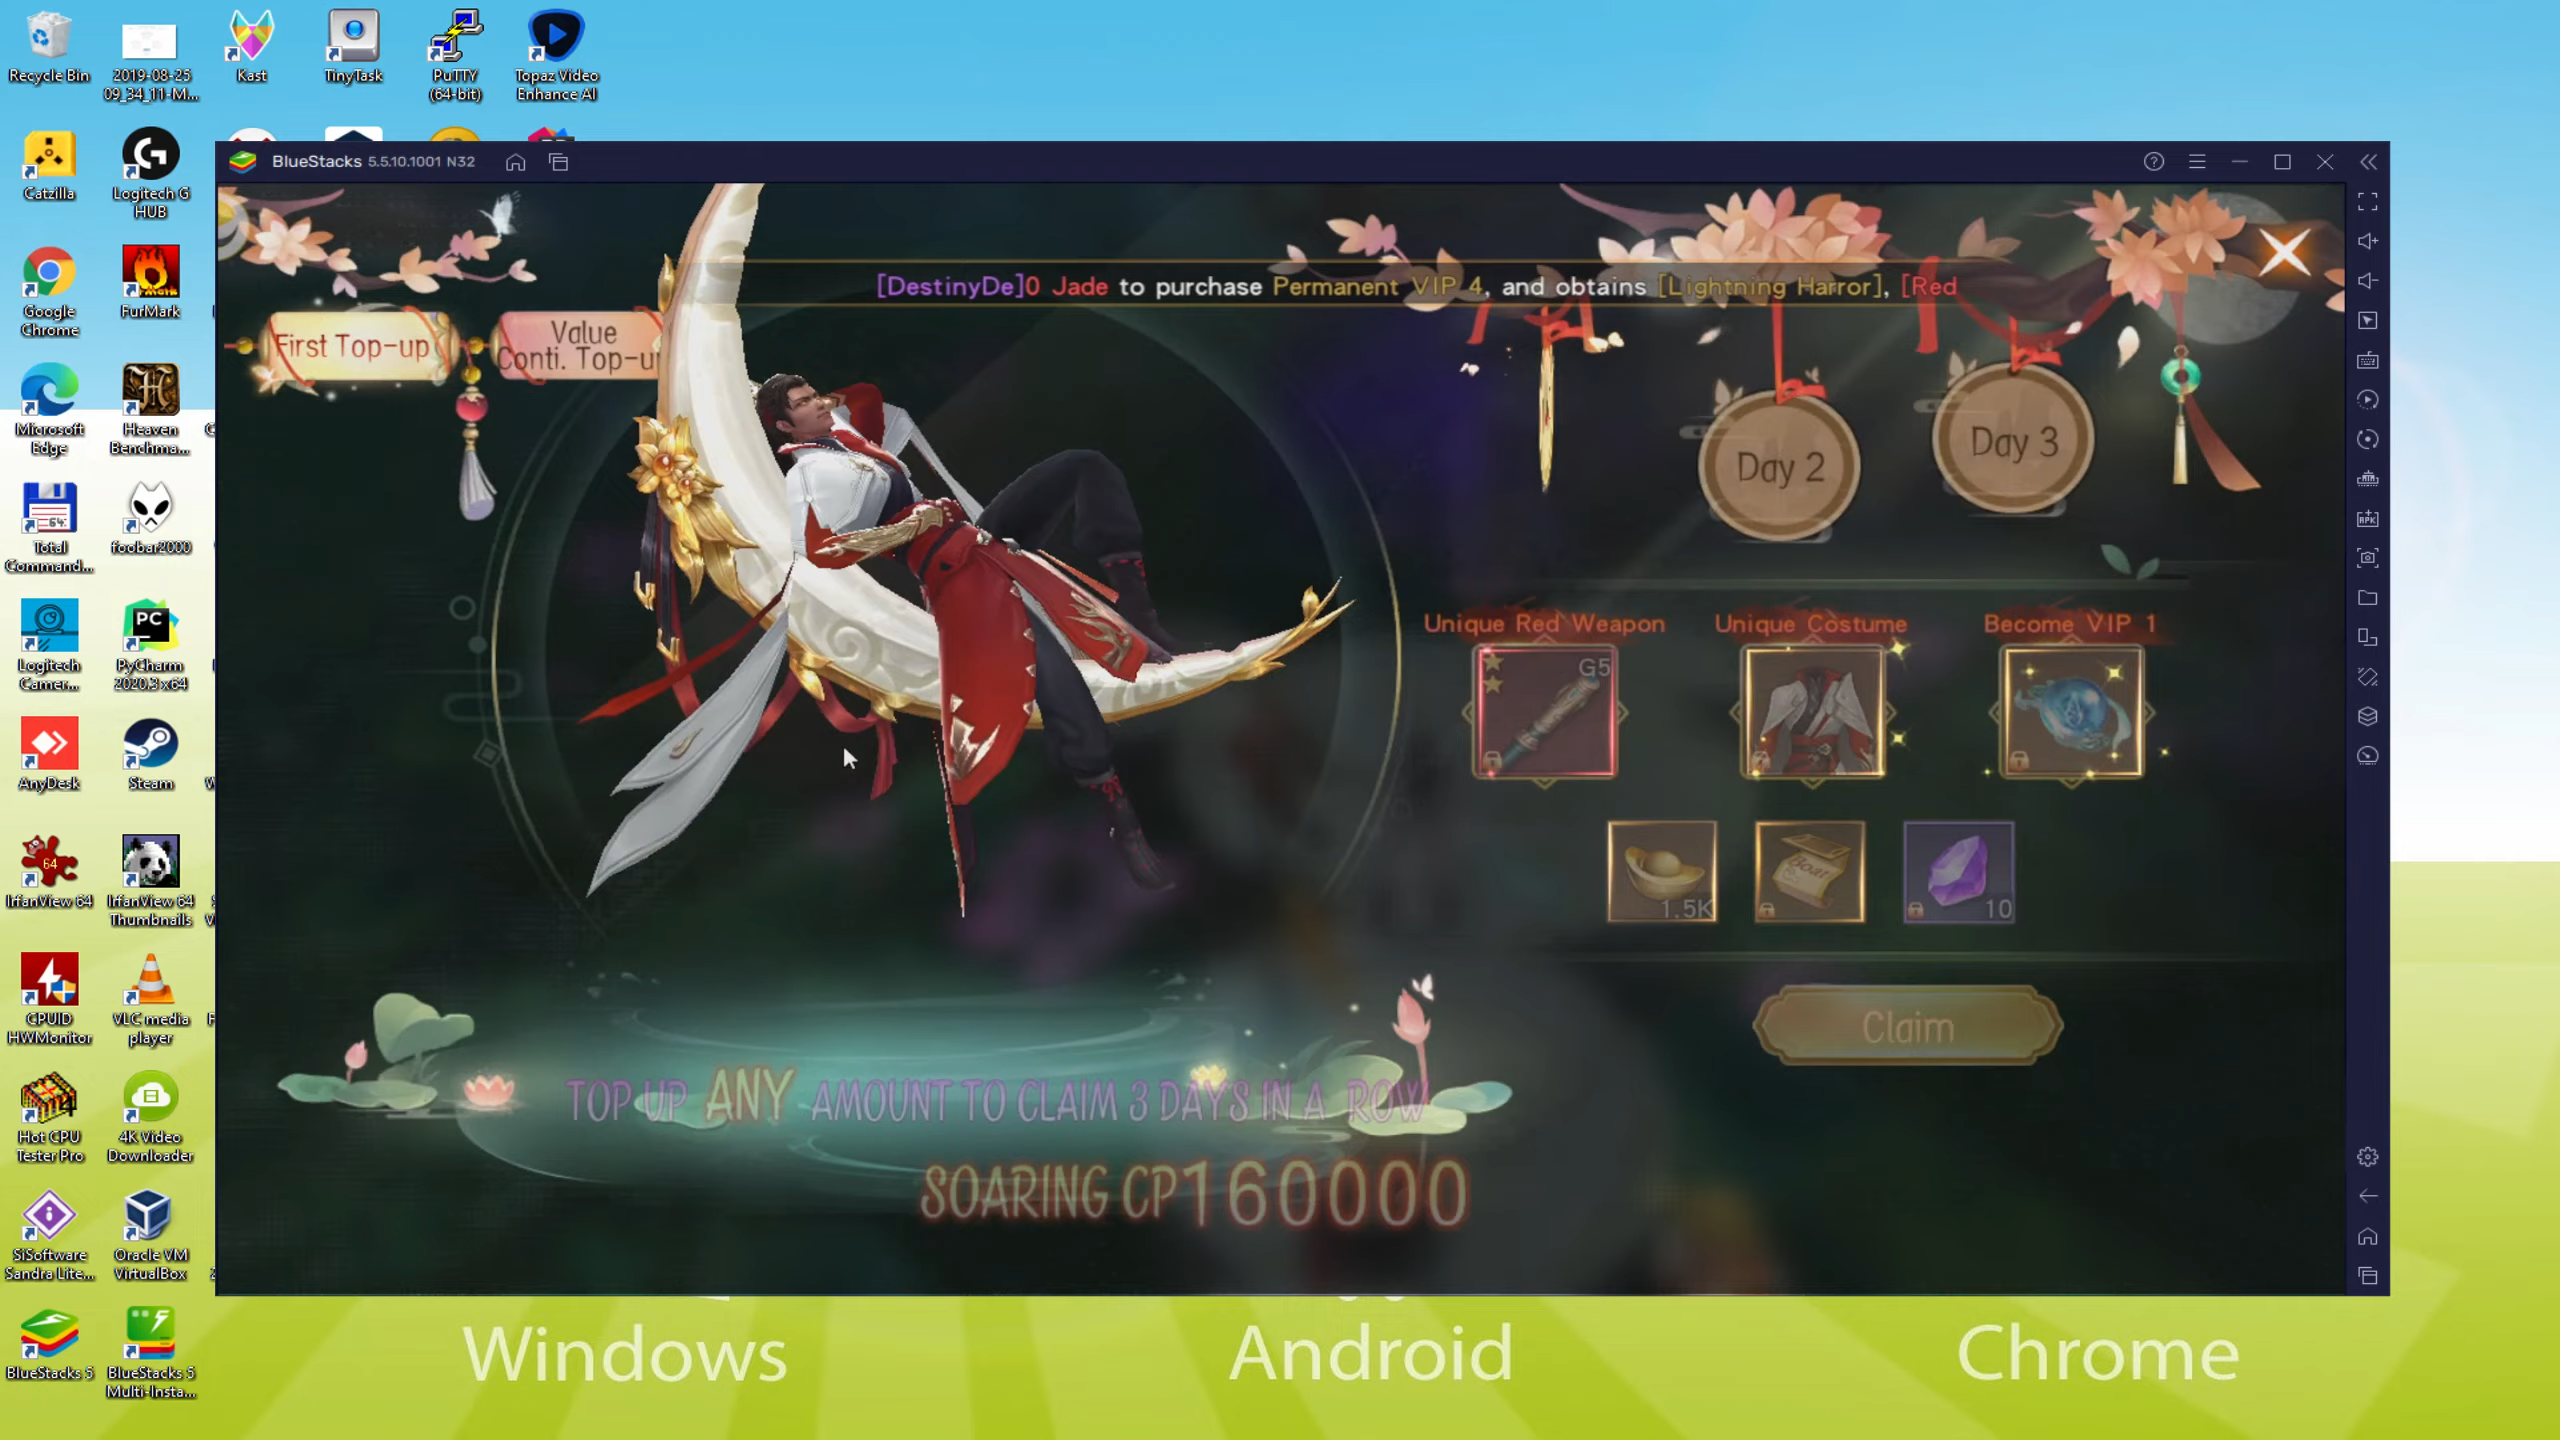 Recycle Bin
2019-08-25
09_34_11-M...
Kast
TinyTask
PuTTY
(64-bit)
Topaz Video
Enhance AI
Catzilla
Logitech G
HUB
Google
Chrome
FurMark
Microsoft
Edge
Heaven
Benchma...
Total
Command...
foobar2000
Logitech
Camer...
PC
PyCharm
2020.3 x64
AnyDesk
Steam
64
IrfanView 64
IrfanView 64
Thumbnails
CPUID
HWMonitor
VLC media
player
Hot CPU
Tester Pro
4K Video
Downloader
SiSoftware
Sandra Lite...
Oracle VM
VirtualBox
BlueStacks 5
BlueStacks 5
Multi-Insta...
BlueStacks 5.5.10.1001 N32
[DestinyDe]0 Jade to purchase Permanent VIP 4, and obtains [Lightning Harror], [Red
First Top-up
Value
Conti. Top-u
Day 2
Day 3
Unique Red Weapon
Unique Costume
Become VIP 1
G5
1.5K
Boat
10
Claim
TOP UP ANY AMOUNT TO CLAIM 3 DAYS IN A ROW
SOARING CP160000
Windows
Android
Chrome